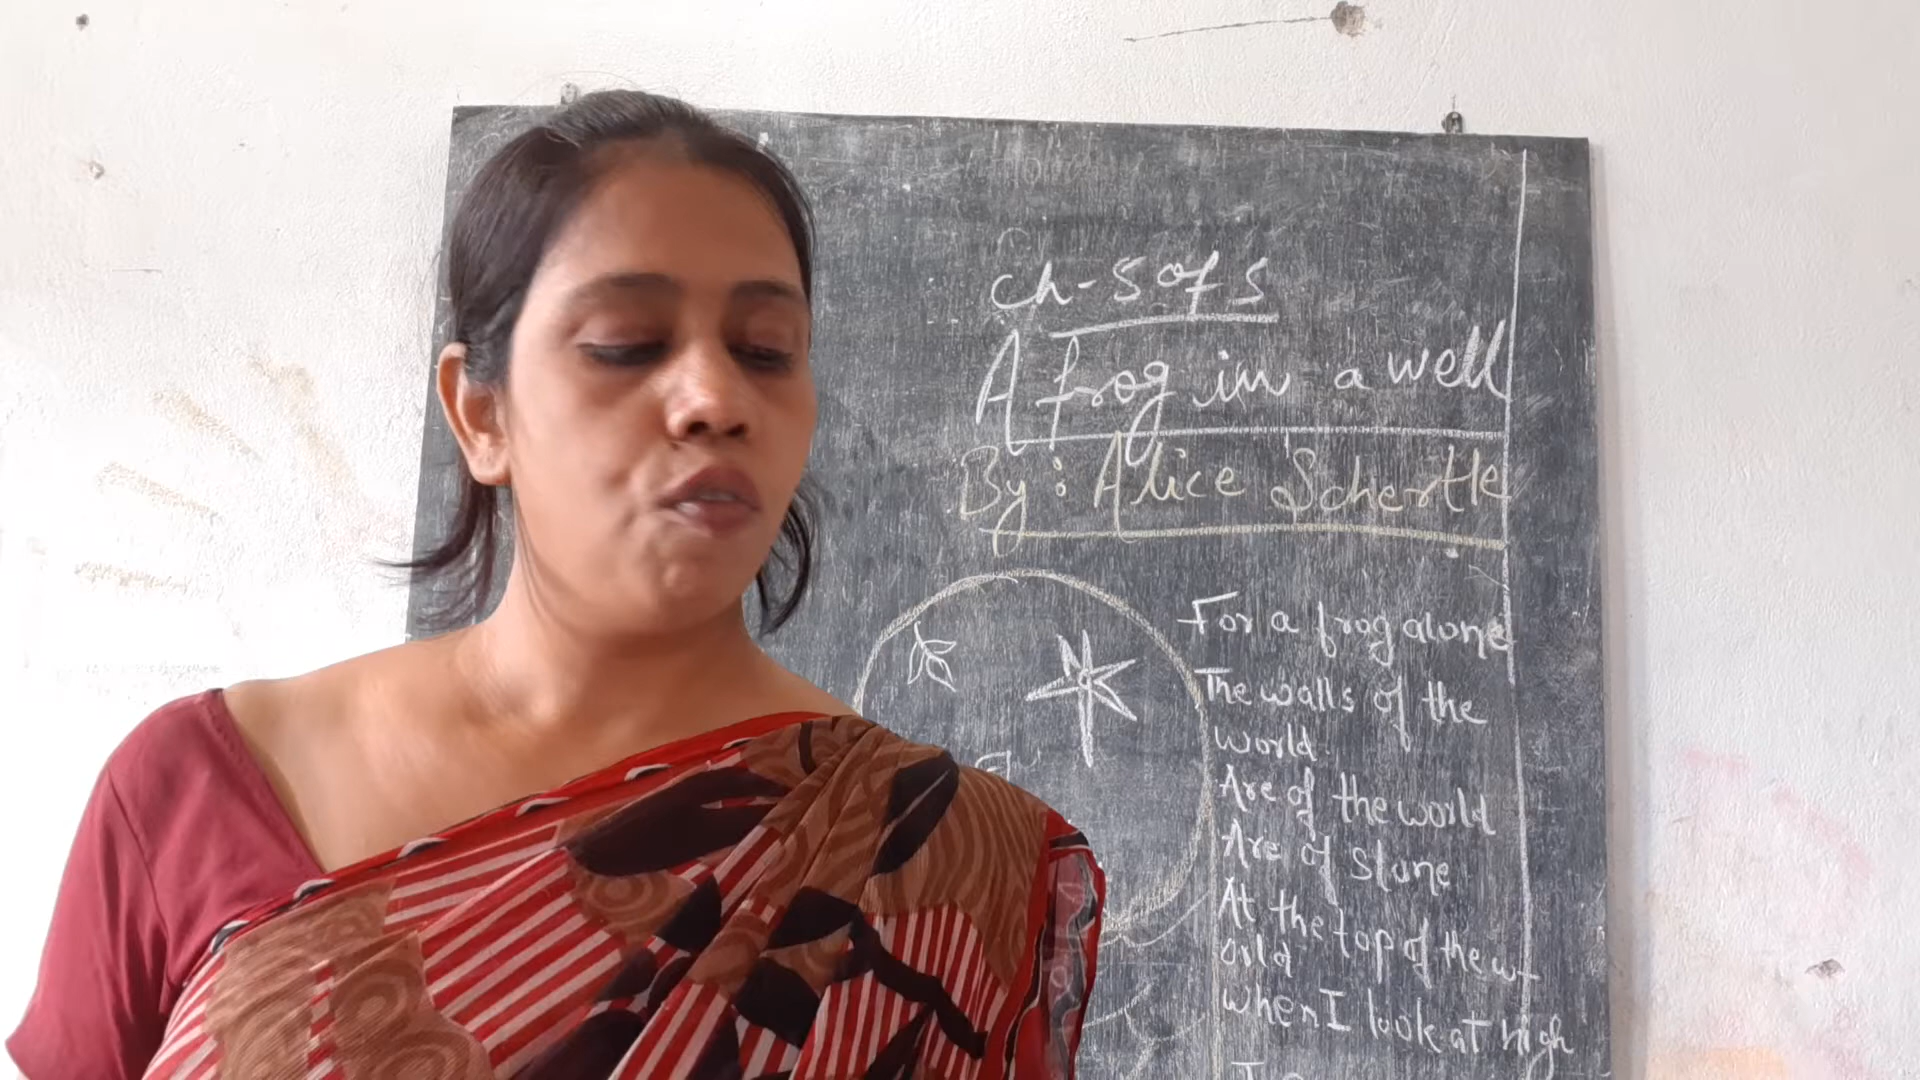 Ch-5 of 5
A frog in a well
By: Alice Schertle
For a frog alone
The walls of the
world.
Are of the world
Are of stone
At the top of the w-
orld
when I look at high